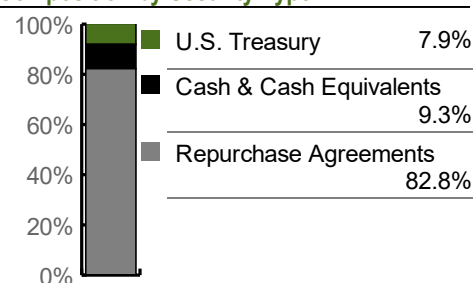 100%
U.S. Treasury 7.9%
80%
Cash & Cash Equivalents
9.3%
60%
Repurchase Agreements
40%
82.8%
20%
0%